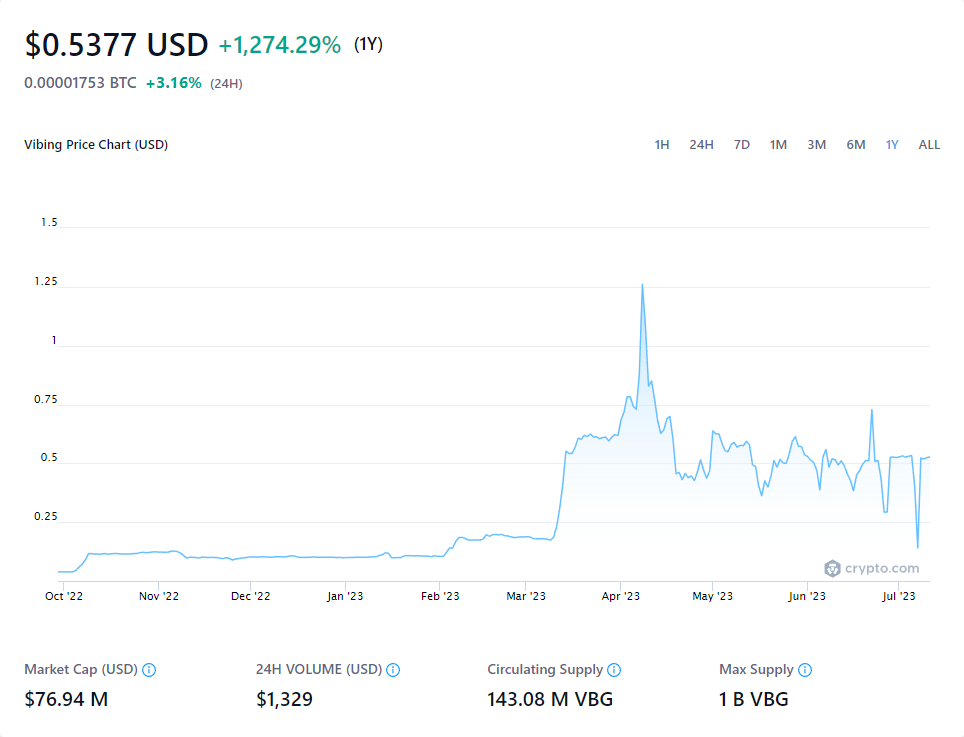 $0.5377 USD +1,274.29% (1Y)
0.00001753 BTC +3.16% (24H)
Vibing Price Chart (USD) 1H 24H 7D 1M 3M 6M 1Y ALL
1.5
1.25
1
0.75
0.5
0.25
crypto.com
Oct '22 Nov '22 Dec '22 Jan '23 Feb '23 Mar '23 Apr '23 May '23 Jun '23 Jul '23
Market Cap (USD) 24H VOLUME (USD) Circulating Supply Max Supply
$76.94 M $1,329 143.08 M VBG 1 B VBG